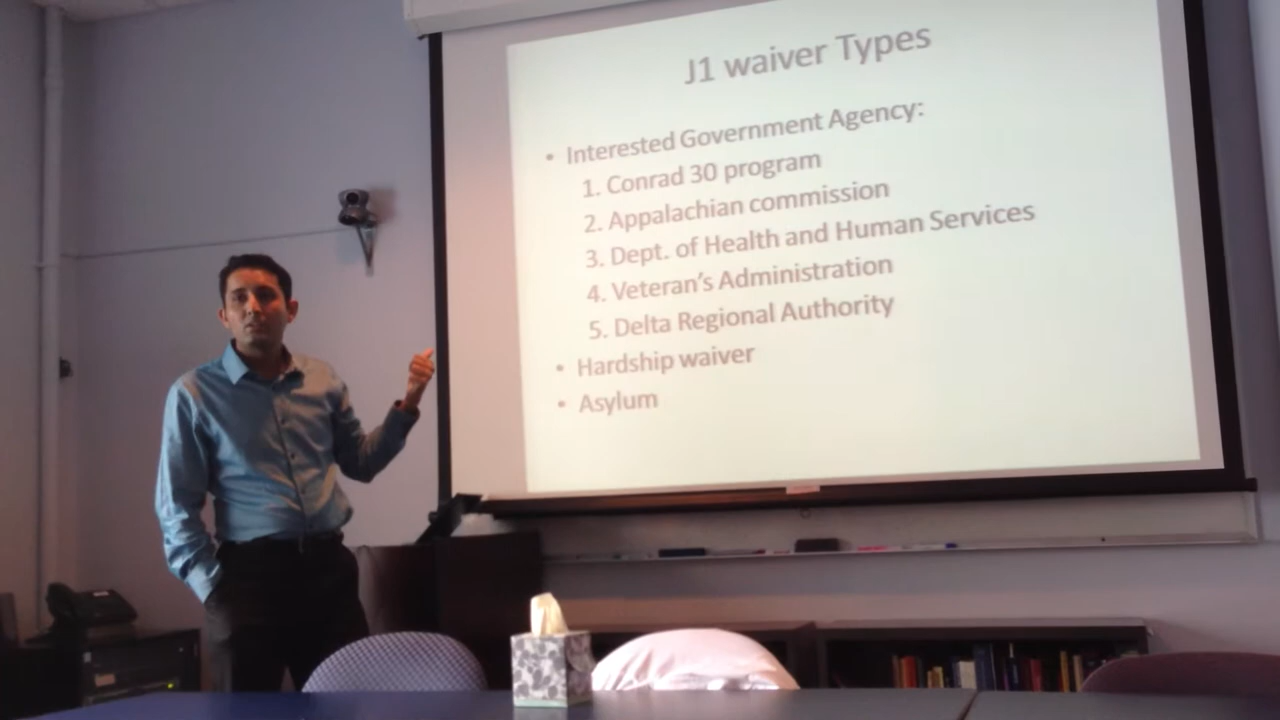 J1 waiver Types
• Interested Government Agency:
1. Conrad 30 program
2. Appalachian commission
3. Dept. of Health and Human Services
4. Veteran's Administration
5. Delta Regional Authority
• Hardship waiver
• Asylum